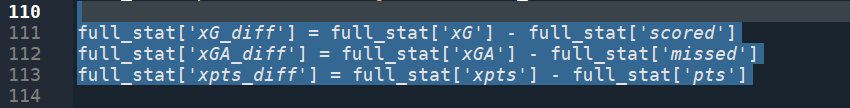 110
111 full_stat['xG_diff'] = full_stat['xG'] - full_stat['scored']
112 full_stat['xGA_diff'] = full_stat['xGA'] - full_stat['missed']
113 full_stat['xpts_diff'] = full_stat['xpts'] - full_stat['pts']
114